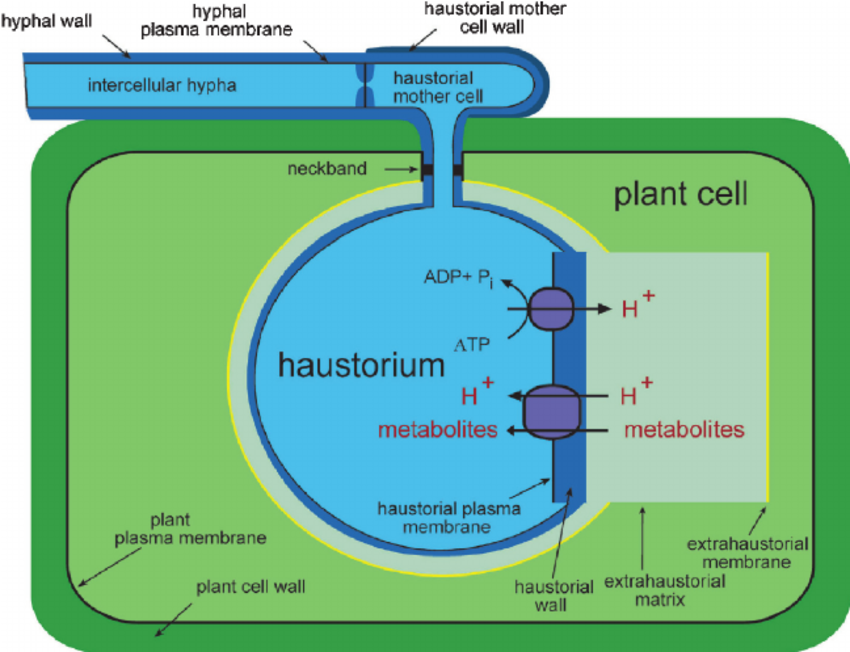 hyphal wall
hyphal
plasma membrane
haustorial mother
cell wall
intercellular hypha
haustorial
mother cell
neckband
plant cell
ADP+ Pi
H+
ATP
haustorium
H+
H+
metabolites
metabolites
haustorial plasma
membrane
plant
plasma membrane
extrahaustorial
membrane
plant cell wall
haustorial
wall
extrahaustorial
matrix